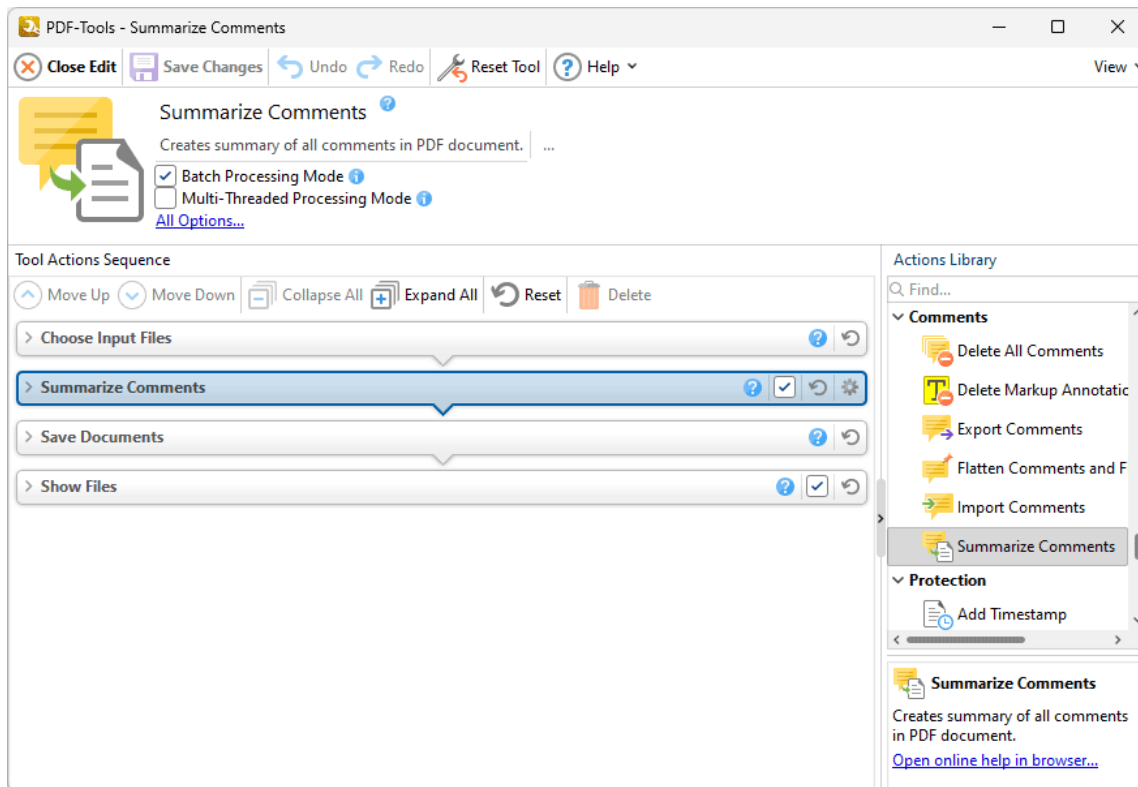 PDF-Tools - Summarize Comments
Close Edit Save Changes Undo Redo Reset Tool ? Help View
Summarize Comments ?
Creates summary of all comments in PDF document. ...
Batch Processing Mode i
Multi-Threaded Processing Mode i
All Options...
Tool Actions Sequence
Move Up Move Down Collapse All Expand All Reset Delete
Choose Input Files ?
Summarize Comments ?
Save Documents ?
Show Files ?
Actions Library
Find...
Comments
Delete All Comments
T Delete Markup Annotatic
Export Comments
Flatten Comments and F
Import Comments
Summarize Comments
Protection
Add Timestamp
Summarize Comments
Creates summary of all comments
in PDF document.
Open online help in browser...